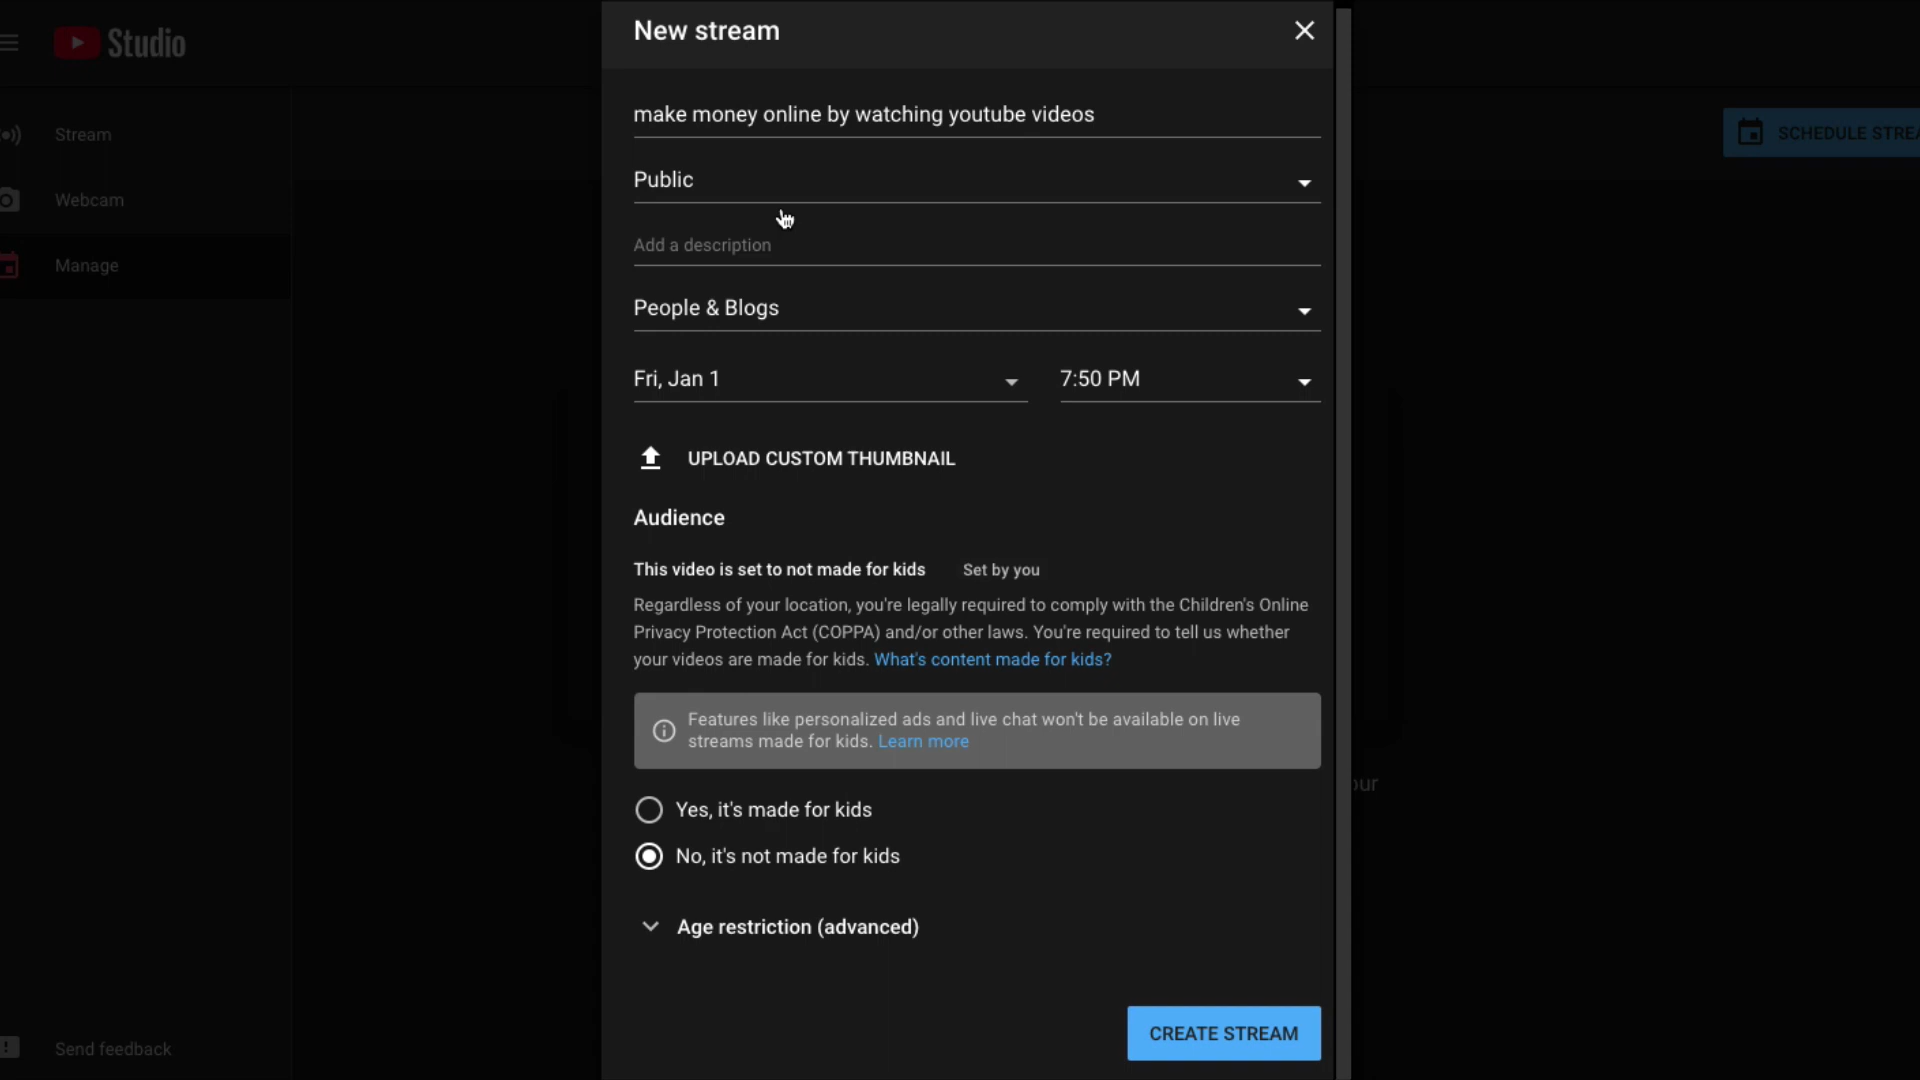 New stream
Studio
make money online by watching youtube videos
Stream
SCHEDULE STREA
Public
Webcam
Add a description
Manage
People & Blogs
Fri, Jan 1
7:50 PM
UPLOAD CUSTOM THUMBNAIL
Audience
This video is set to not made for kids
Set by you
Regardless of your location, you're legally required to comply with the Children's Online
Privacy Protection Act (COPPA) and/or other laws. You're required to tell us whether
your videos are made for kids. What's content made for kids?
Features like personalized ads and live chat won't be available on live
streams made for kids. Learn more
our
Yes, it's made for kids
No, it's not made for kids
Age restriction (advanced)
CREATE STREAM
Send feedback